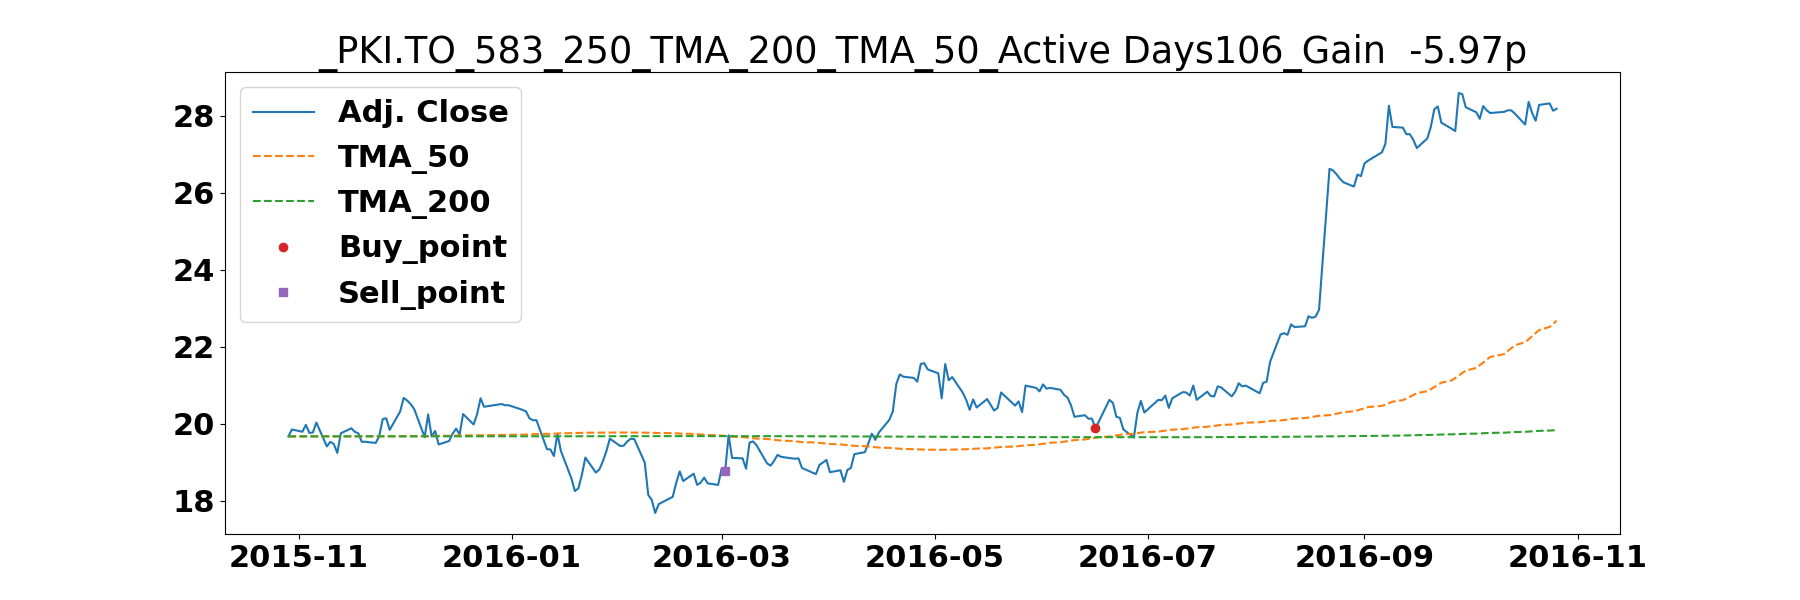 _PKI.TO_583_250_TMA_200_TMA_50_Active Days106_Gain  -5.97p
Adj. Close
TMA_50
TMA_200
Buy_point
Sell_point
28
26
24
22
20
18
2015-11 2016-01 2016-03 2016-05 2016-07 2016-09 2016-11